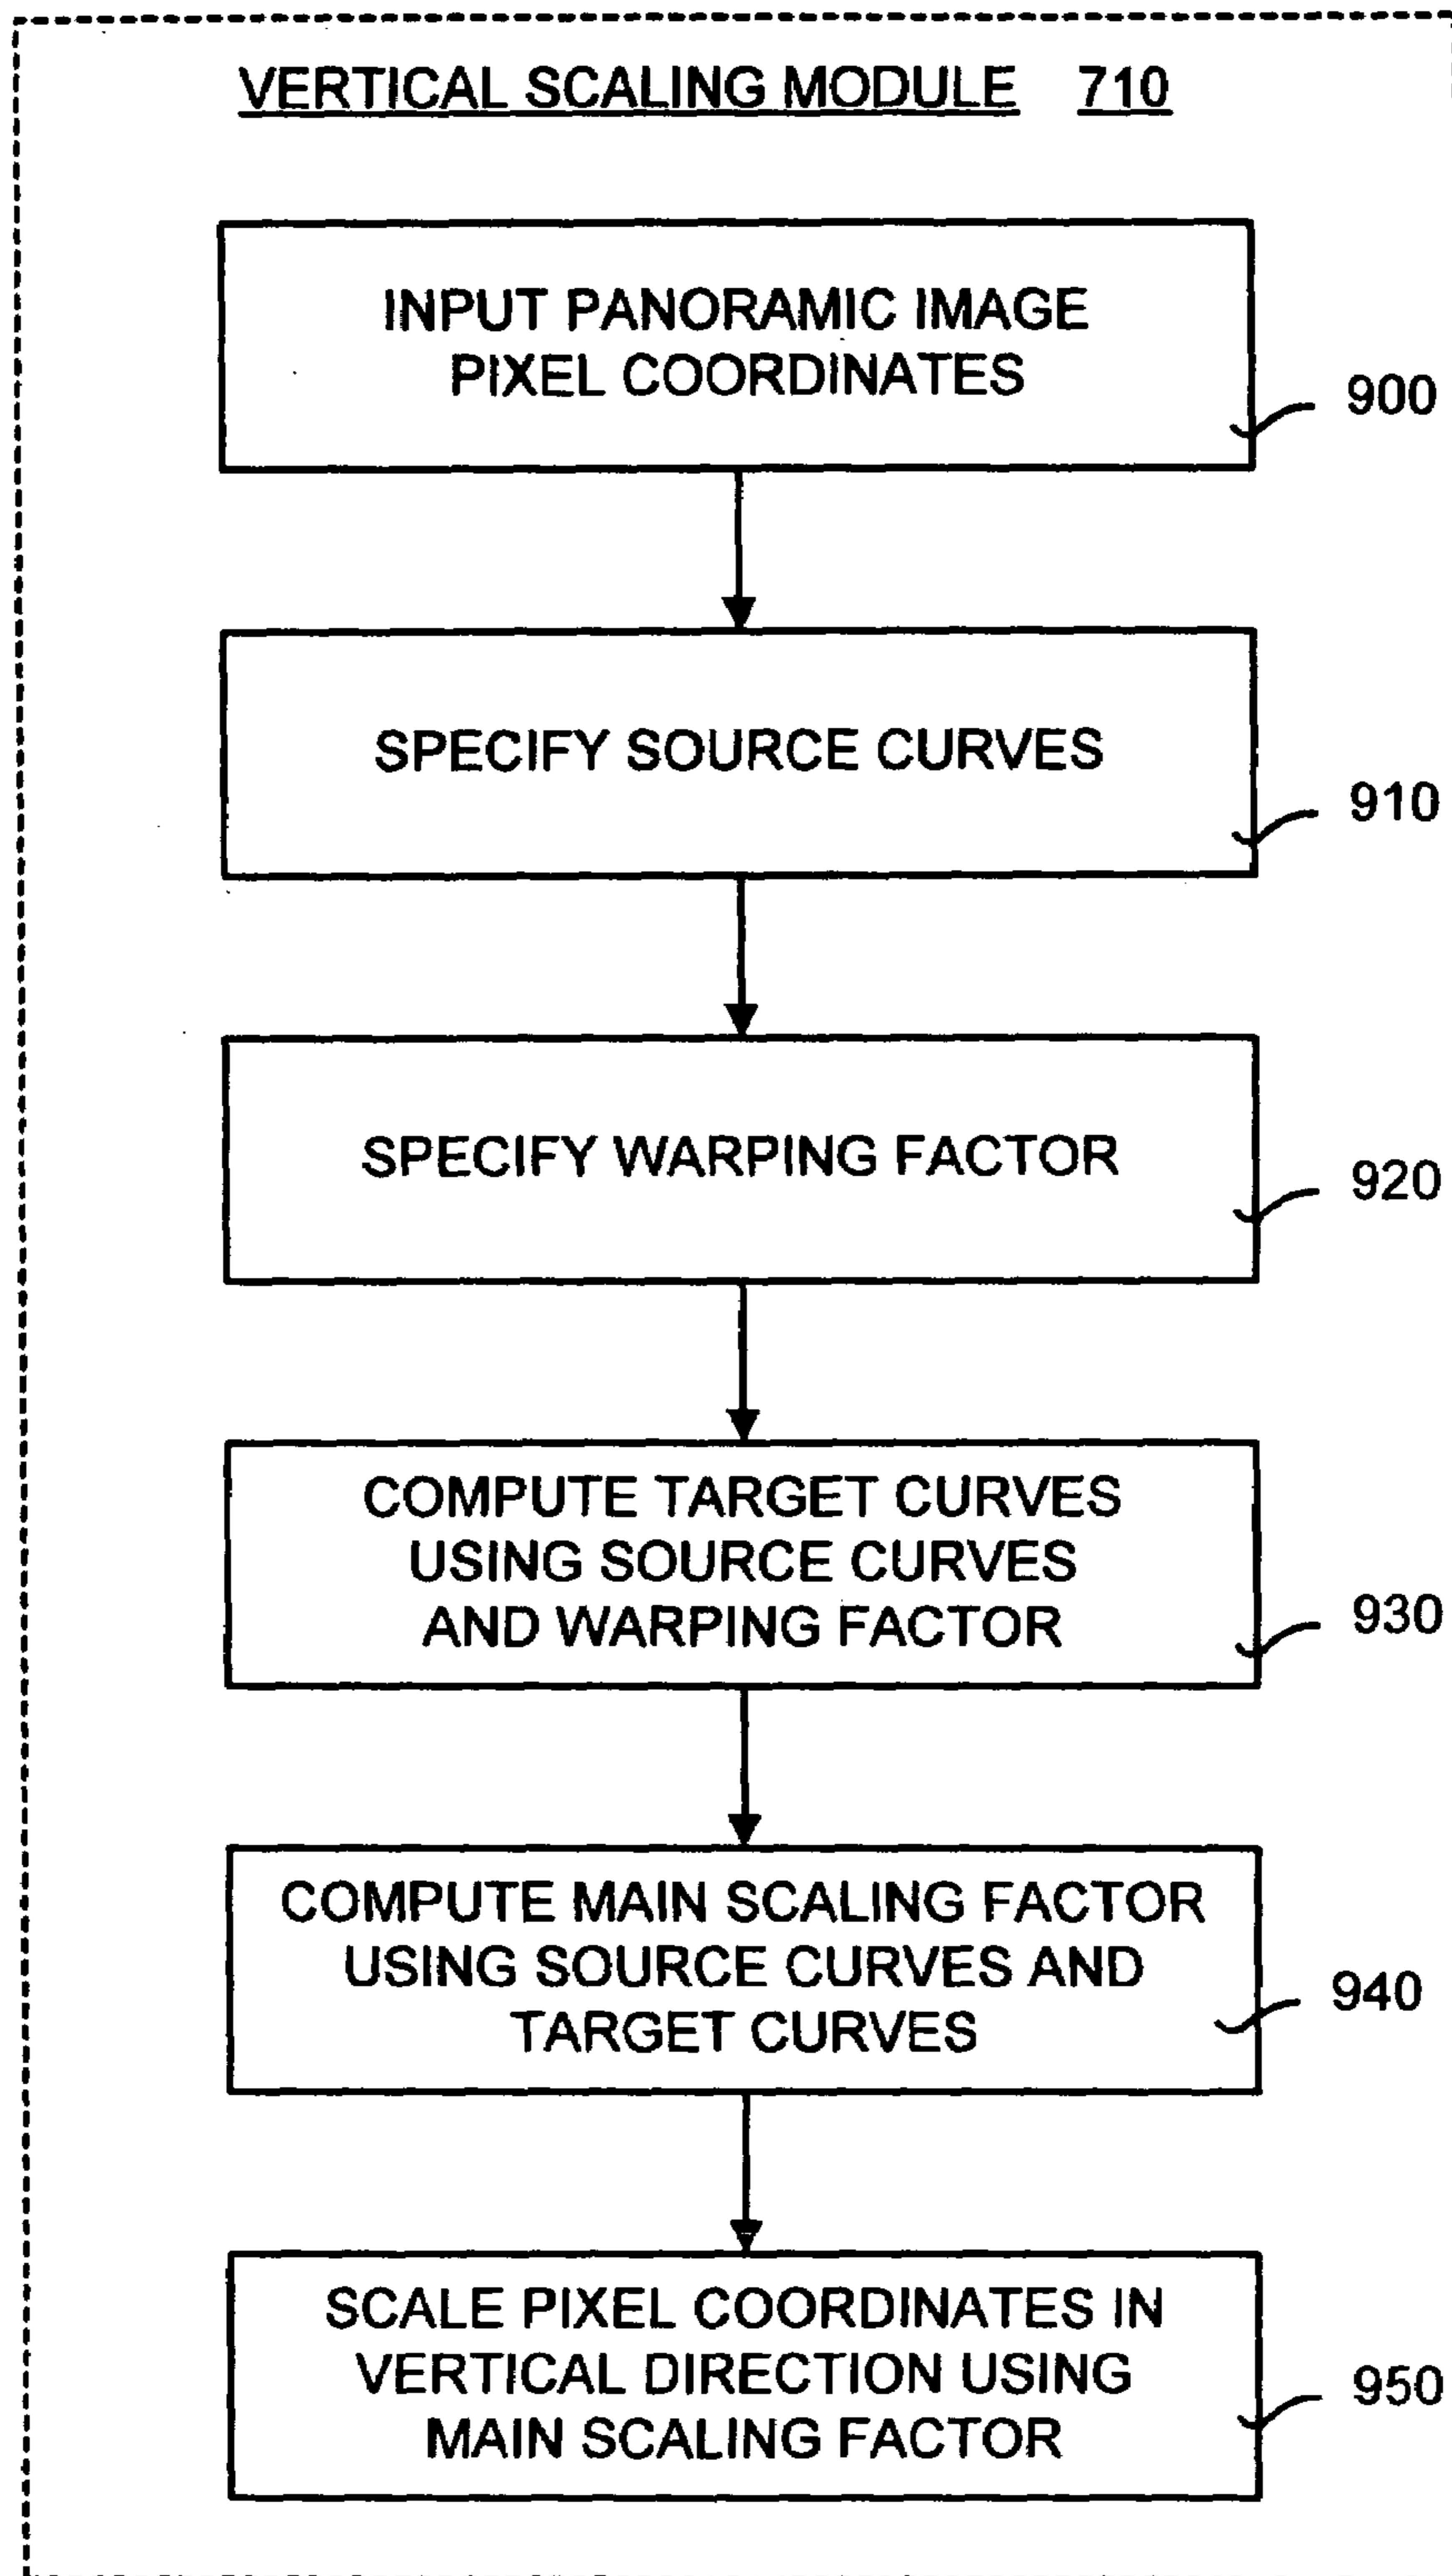 VERTICAL SCALING MODULE 710
INPUT PANORAMIC IMAGE
PIXEL COORDINATES
900
SPECIFY SOURCE CURVES
910
SPECIFY WARPING FACTOR
920
COMPUTE TARGET CURVES
USING SOURCE CURVES
AND WARPING FACTOR
930
COMPUTE MAIN SCALING FACTOR
USING SOURCE CURVES AND
TARGET CURVES
940
SCALE PIXEL COORDINATES IN
VERTICAL DIRECTION USING
MAIN SCALING FACTOR
950